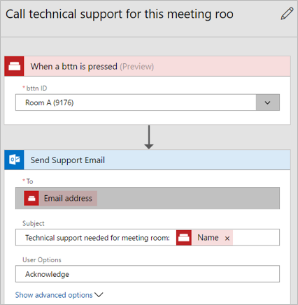 Call technical support for this meeting roo
When a bttn is pressed (Preview)
* bttn ID
Room A (9176)
Send Support Email
* To
Email address
Subject
Technical support needed for meeting room: Name x
User Options
Acknowledge
Show advanced options